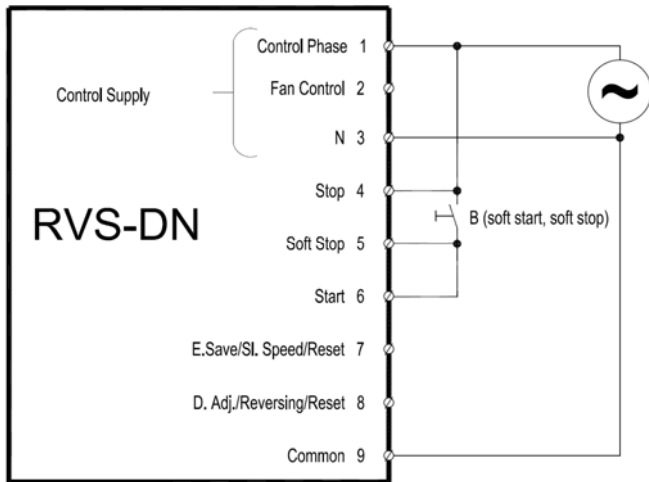 Control Phase 1
Fan Control 2
Control Supply
N 3
Stop 4
RVS-DN
B (soft start, soft stop)
Soft Stop 5
Start 6
E.Save/Sl. Speed/Reset 7
D. Adj./Reversing/Reset 8
Common 9
~